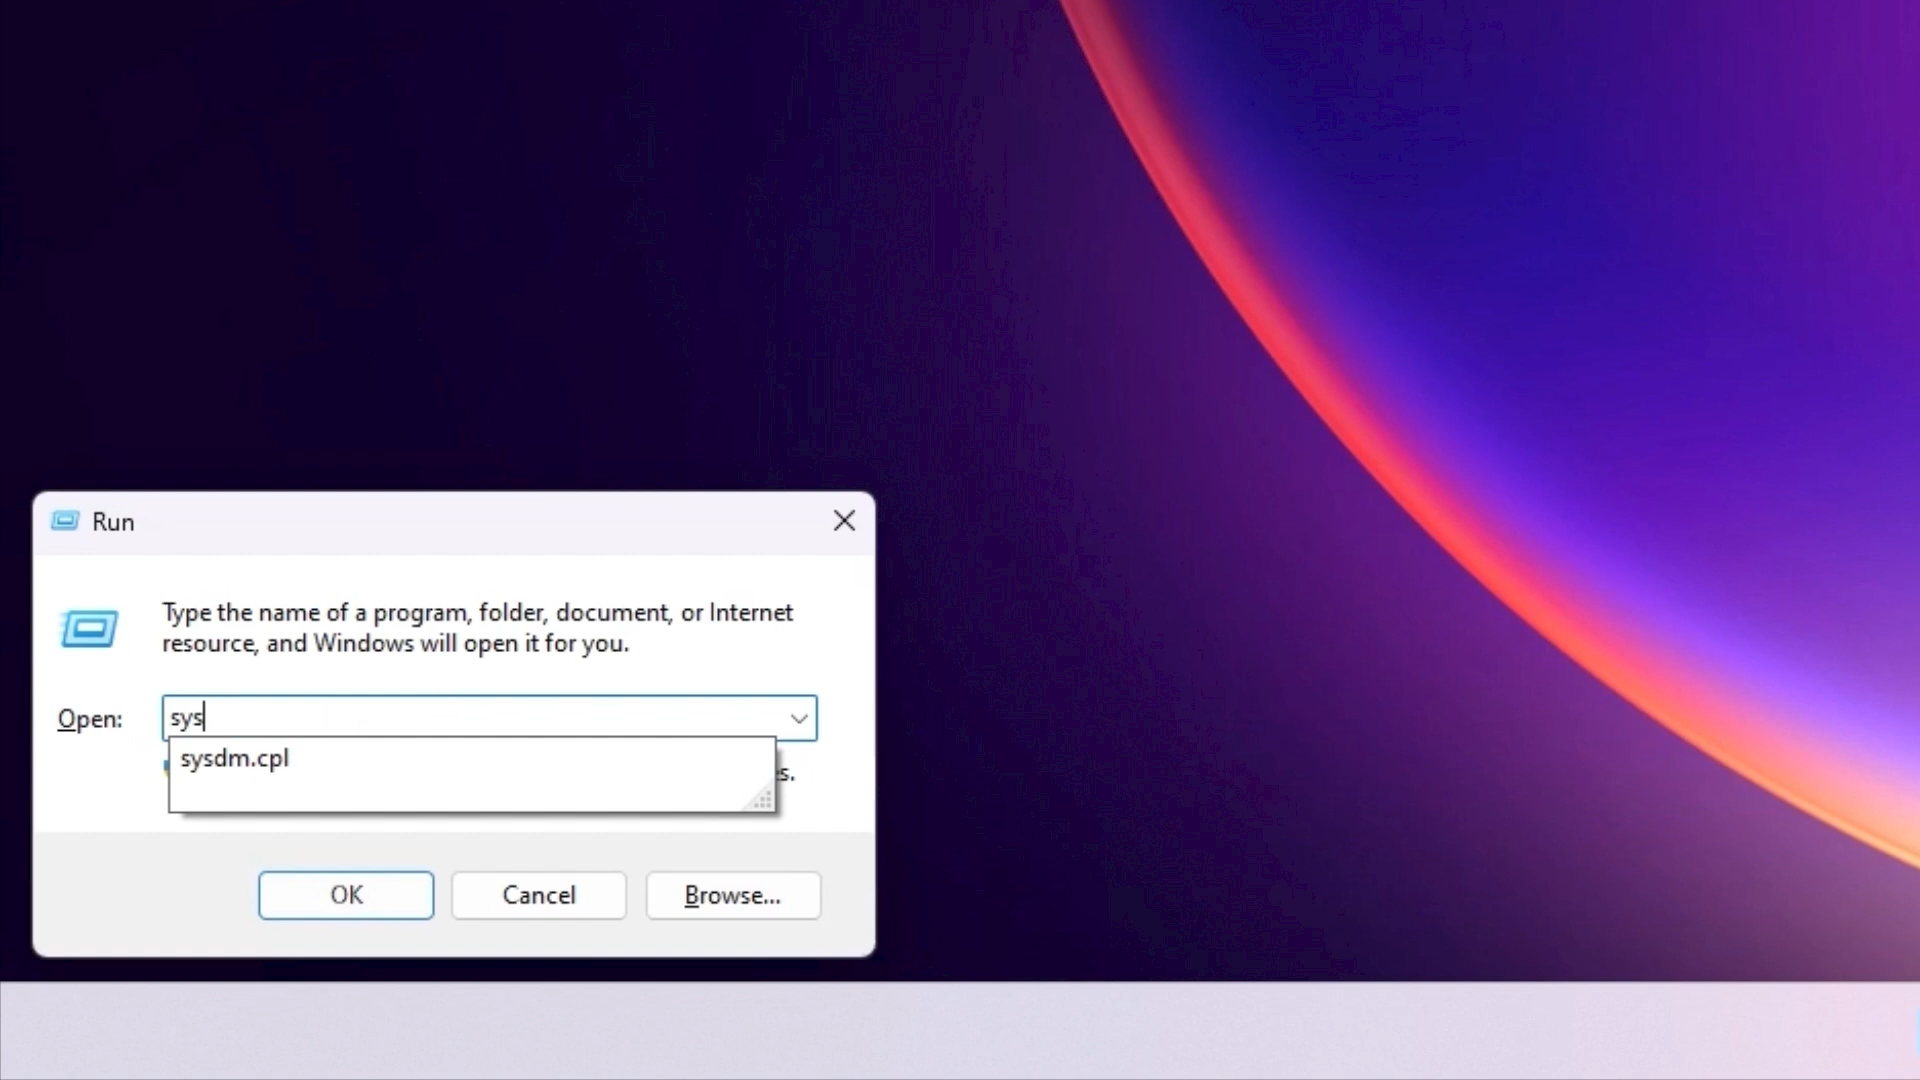 Run
Type the name of a program, folder, document, or Internet
resource, and Windows will open it for you.
Open: sys
sysdm.cpl
OK Cancel Browse...